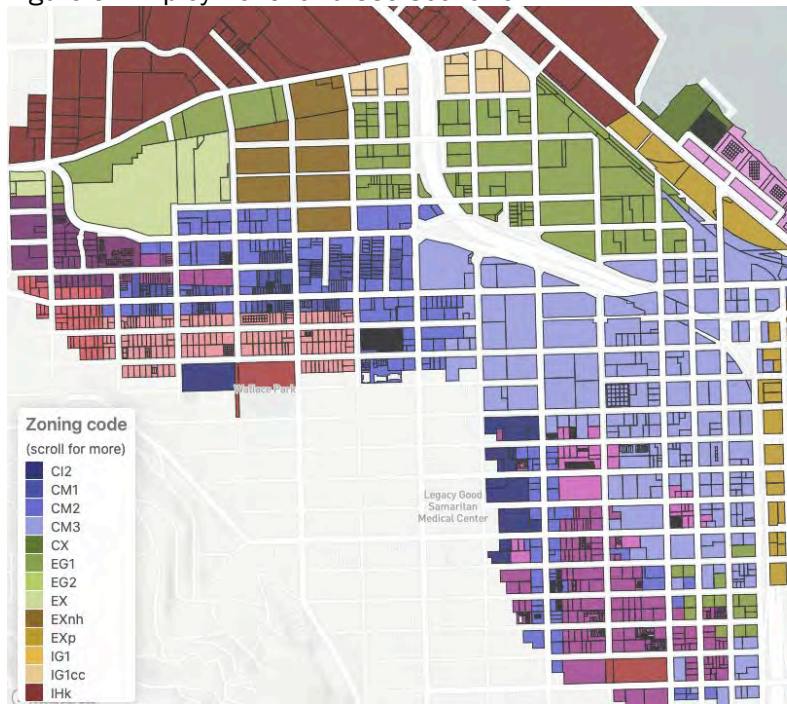 Wallace Park
Legacy Good
Samaritan
Medical Center
Zoning code
(scroll for more)
CI2
CM1
CM2
CM3
CX
EG1
EG2
EX
EXnh
EXp
IG1
IG1cc
IHk